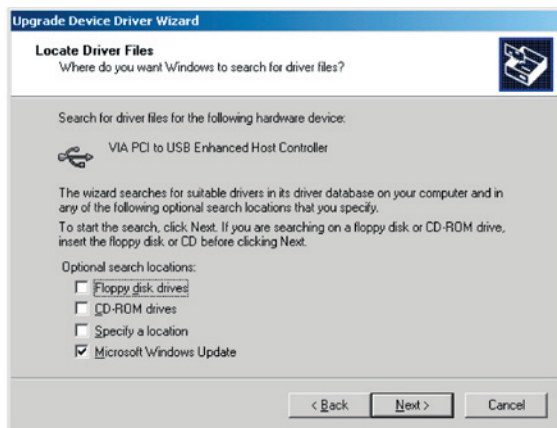 Upgrade Device Driver Wizard
Locate Driver Files
Where do you want Windows to search for driver files?
Search for driver files for the following hardware device:
VIA PCI to USB Enhanced Host Controller
The wizard searches for suitable drivers in its driver database on your computer and in
any of the following optional search locations that you specify.
To start the search, click Next. If you are searching on a floppy disk or CD-ROM drive,
insert the floppy disk or CD before clicking Next.
Optional search locations:
Floppy disk drives
CD-ROM drives
Specify a location
Microsoft Windows Update
< Back
Next >
Cancel